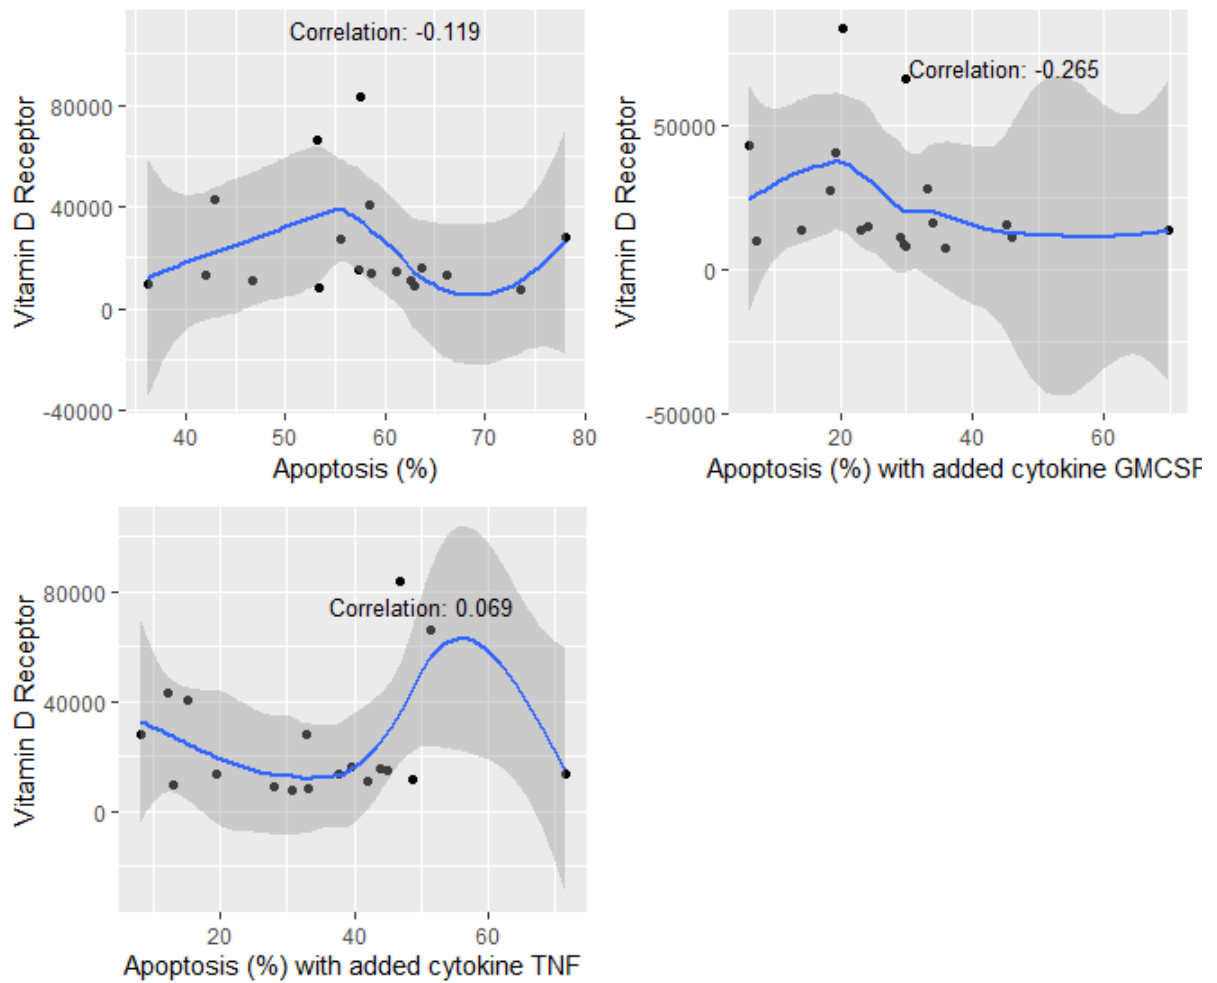 Correlation: -0.119
Vitamin D Receptor
80000
40000
0
-40000
40 50 60 70 80
Apoptosis (%)
Correlation: -0.265
Vitamin D Receptor
50000
0
-50000
20 40 60
Apoptosis (%) with added cytokine GMCSF
Correlation: 0.069
Vitamin D Receptor
80000
40000
0
20 40 60
Apoptosis (%) with added cytokine TNF